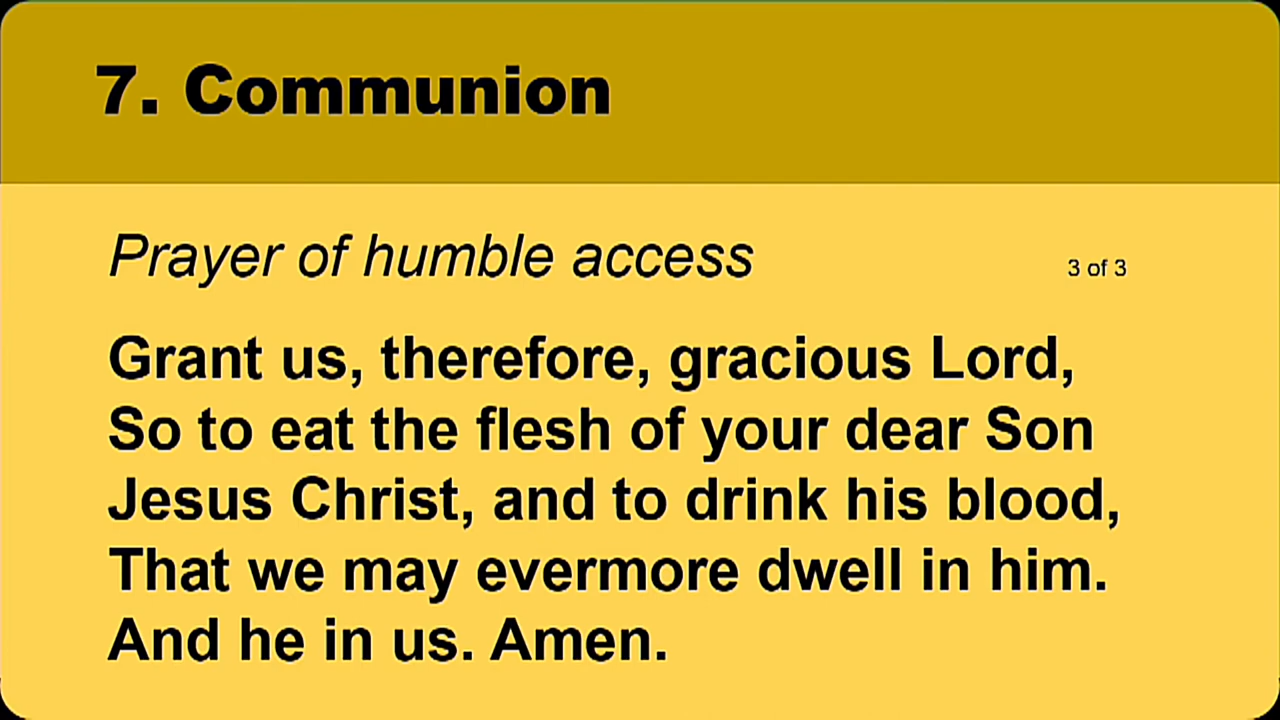 7. Communion
Prayer of humble access
3 of 3
Grant us, therefore, gracious Lord,
So to eat the flesh of your dear Son
Jesus Christ, and to drink his blood,
That we may evermore dwell in him.
And he in us. Amen.